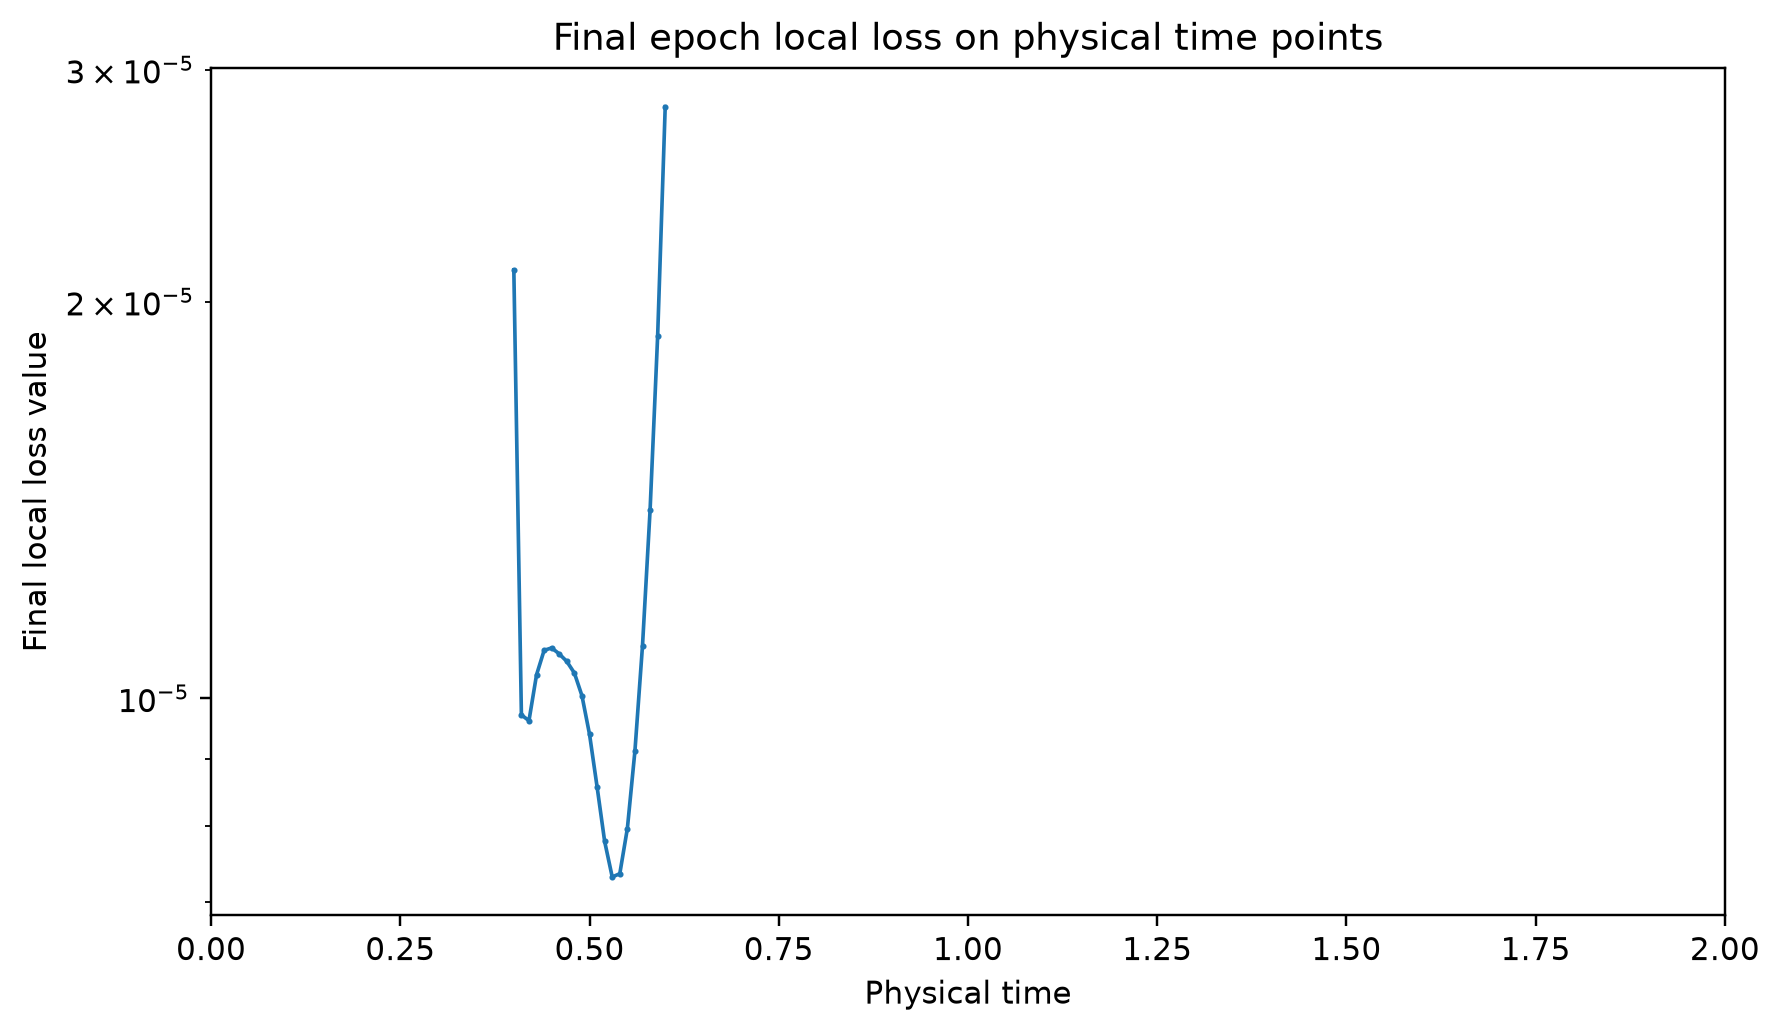 Final epoch local loss on physical time points
3 × 10⁻⁵
2 × 10⁻⁵
10⁻⁵
Final local loss value
0.00 0.25 0.50 0.75 1.00 1.25 1.50 1.75 2.00
Physical time